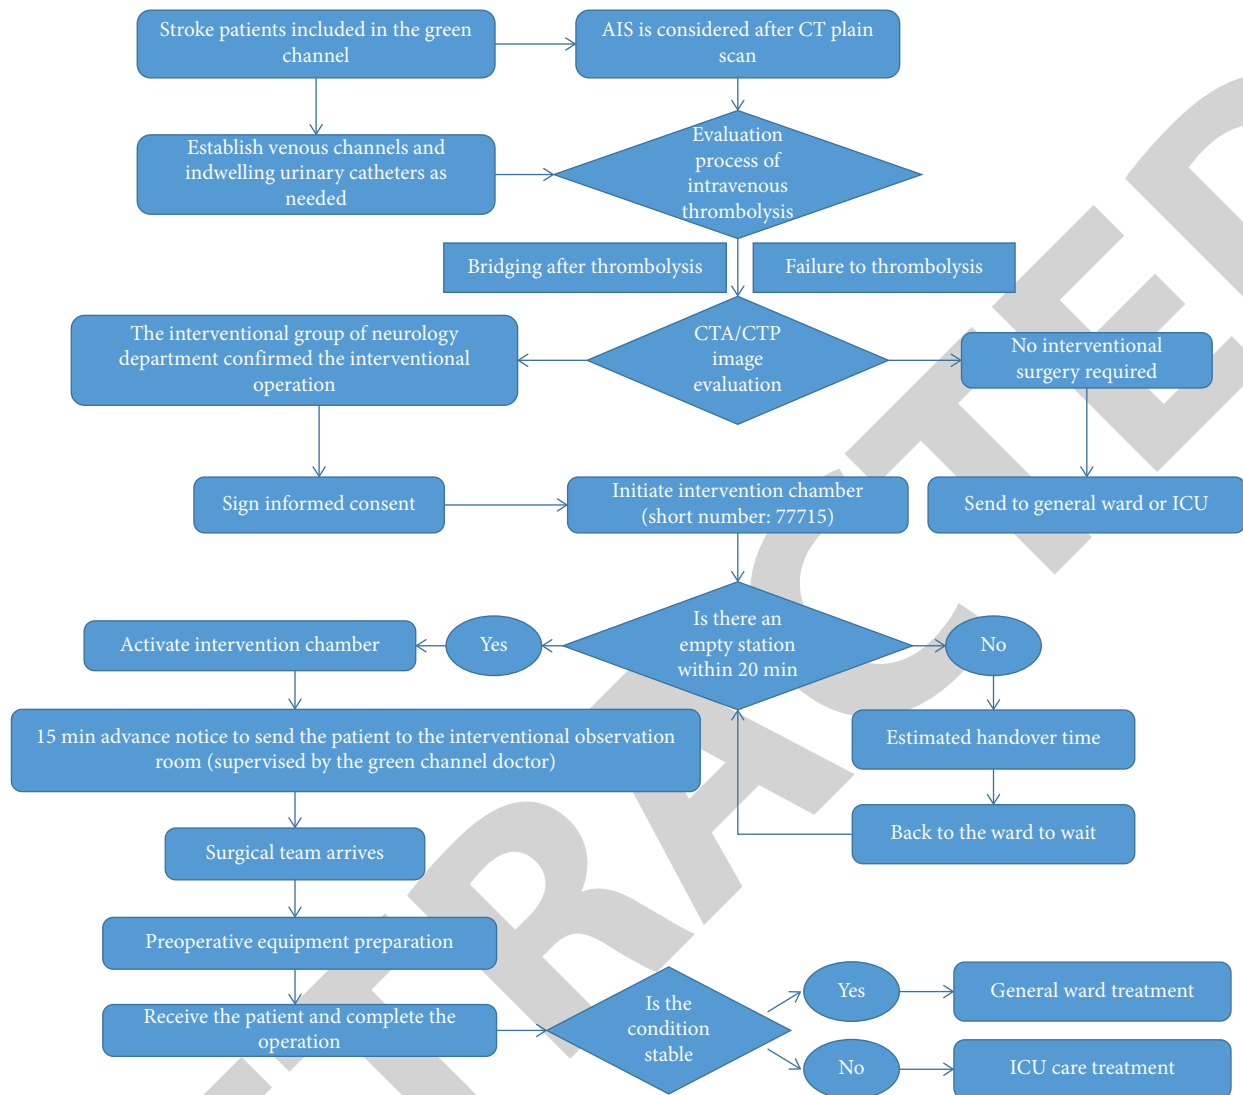 Stroke patients included in the green
channel
AIS is considered after CT plain
scan
Establish venous channels and
indwelling urinary catheters as
needed
Evaluation
process of
intravenous
thrombolysis
Bridging after thrombolysis
Failure to thrombolysis
The interventional group of neurology
department confirmed the interventional
operation
CTA/CTP
image
evaluation
No interventional
surgery required
Sign informed consent
Initiate intervention chamber
(short number: 77715)
Send to general ward or ICU
Is there an
empty station
within 20 min
Yes
No
Activate intervention chamber
15 min advance notice to send the patient to the interventional observation
room (supervised by the green channel doctor)
Estimated handover time
Back to the ward to wait
Surgical team arrives
Preoperative equipment preparation
Receive the patient and complete the
operation
Is the
condition
stable
Yes
General ward treatment
No
ICU care treatment